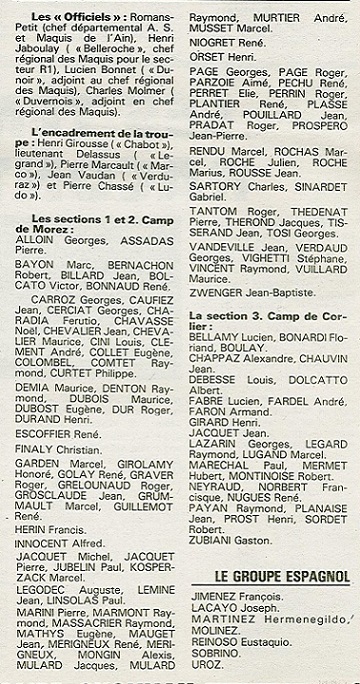 Les « Officiels » : Romans-
Petit (chef départemental A. S.
et Maquis de l'Ain), Henri
Jaboulay (« Belleroche », chef
régional des Maquis pour le sec-
teur R1), Lucien Bonnet (« Du-
noir », adjoint au chef régional
des Maquis), Charles Molmer (
« Duvernois », adjoint en chef
régional des Maquis).
L'encadrement de la trou-
pe : Henri Girousse (« Chabot »),
lieutenant Delassus (« Le-
grand »), Pierre Marcault (« Mar-
co »), Jean Vaudan (« Verdu-
raz ») et Pierre Chassé (« Lu-
do »).
Les sections 1 et 2. Camp
de Morez :
ALLOIN Georges, ASSADAS
Pierre.
BAYON Marc, BERNACHON
Robert, BILLARD Jean, BOL-
CATO Victor, BONNAUD René.
CARROZ Georges, CAUFIEZ
Jean, CERCIAT Georges, CHA-
RADIA Ferutio, CHAVASSE
Noël, CHEVALIER Jean, CHEVA-
LIER Maurice, CINI Louis, CLE-
MENT André, COLLET Eugène,
COLOMBEL, COMTET Ray-
mond, CURTET Philippe.
DEMIA Maurice, DENTON Ray-
mond, DUBOIS Maurice,
DUBOST Eugène, DUR Roger,
DURAND Henri.
ESCOFFIER René.
FINALY Christian.
GARDEN Marcel, GIROLAMY
Honoré, GOLAY René, GRAVER
Roger, GRELOUNAUD Roger,
GROSCLAUDE Jean, GRUM-
MAULT Marcel, GUILLEMOT
René.
HERIN Francis.
INNOCENT Alfred.
JACQUET Michel, JACQUET
Pierre, JUBELIN Paul, KOSPER-
ZACK Marcel.
LEGODEC Auguste, LEMINE
Jean, LINSOLAS Paul.
MARINI Pierre, MARMONT Ray-
mond, MASSACRIER Raymond,
MATHYS Eugène, MAUGET
Jean, MERIGNEUX René, MERI-
GNEUX, MONGIN Alexis,
MULARD Jacques, MULARD
Raymond, MURTIER André,
MUSSET Marcel.
NIOGRET René.
ORSET Henri.
PAGE Georges, PAGE Roger,
PARZOIE Aimé, PECHU René,
PERRET Elie, PERRIN Roger,
PLANTIER René, PLASSE
André, POUILLARD Jean,
PRADAT Roger, PROSPERO
Jean-Pierre.
RENDU Marcel, ROCHAS Mar-
cel, ROCHE Julien, ROCHE
Marius, ROUSSE Jean.
SARTORY Charles, SINARDET
Gabriel.
TANTOM Roger, THEDENAT
Pierre, THEROND Jacques, TIS-
SERAND Jean, TOSI Georges.
VANDEVILLE Jean, VERDAUD
Georges, VIGHETTI Stéphane,
VINCENT Raymond, VUILLARD
Maurice.
ZWENGER Jean-Baptiste.
La section 3. Camp de Cor-
lier :
BELLAMY Lucien, BONARDI Flo-
riand, BOULAY.
CHAPPAZ Alexandre, CHAUVIN
Jean.
DEBESSE Louis, DOLCATTO
Albert.
FABRE Lucien, FARDEL André,
FARON Armand.
GIRARD Henri.
JACQUET Jean.
LAZARIN Georges, LEGARD
Raymond, LUGAND Marcel.
MARECHAL Paul, MERMET
Hubert, MONTINOISE Robert.
NEYRAUD, NORBERT Fran-
cisque, NUGUES René.
PAYAN Raymond, PLANAISE
Jean, PROST Henri, SORDET
Robert.
ZUBIANI Gaston.
LE GROUPE ESPAGNOL
JIMENEZ François.
LACAYO Joseph.
MARTINEZ Hermenegildo,
MOLINEZ.
REINOSO Eustaquio.
SOBRINO.
UROZ.